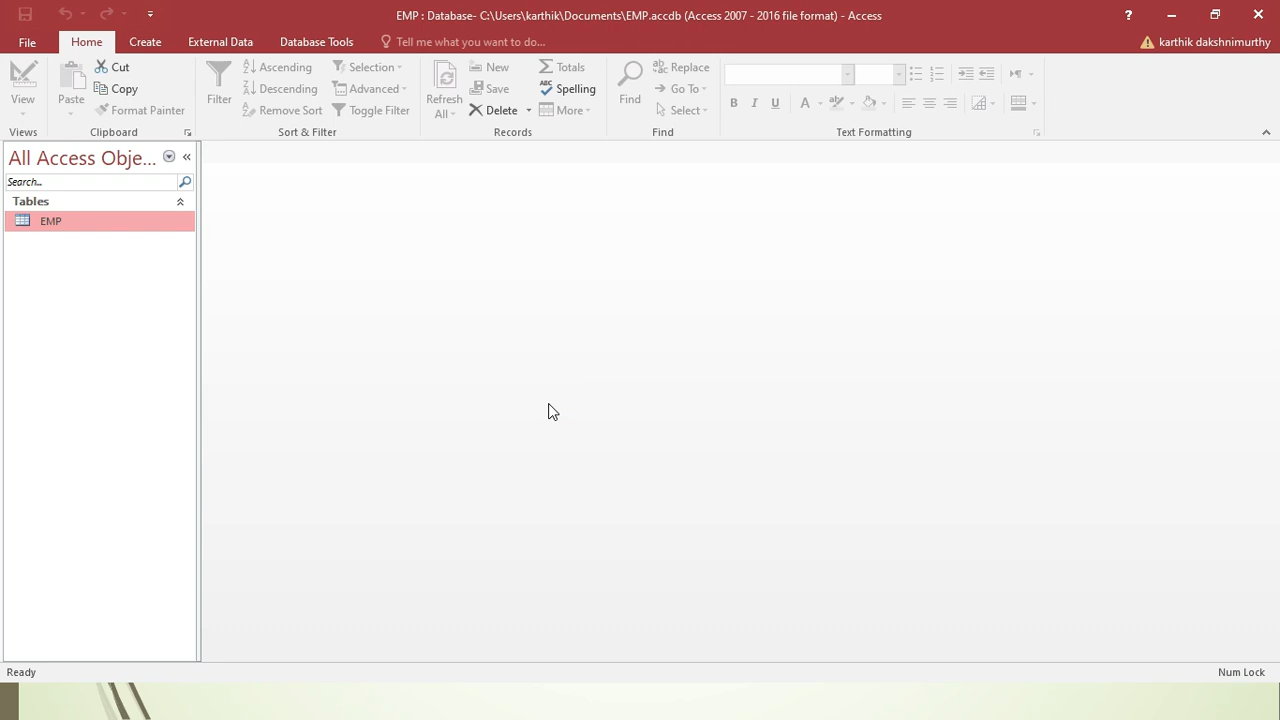 EMP : Database- C:\Users\karthik\Documents\EMP.accdb (Access 2007 - 2016 file format) - Access
File Home Create External Data Database Tools Tell me what you want to do... karthik dakshnimurthy
View
Views
Paste
Cut
Copy
Format Painter
Clipboard
Filter
Ascending
Descending
Remove Sort
Selection
Advanced
Toggle Filter
Sort & Filter
Refresh
All
New
Save
Delete
Totals
Spelling
More
Records
Find
Replace
Go To
Select
Find
B I U A
Text Formatting
All Access Obje...
Search...
Tables
EMP
Ready
Num Lock